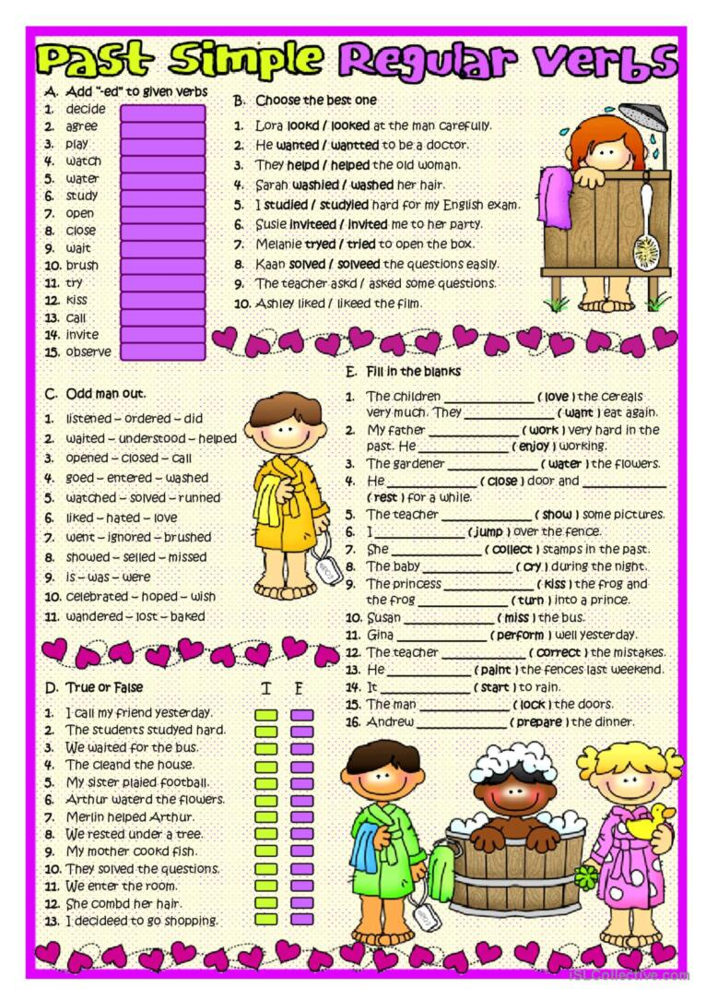 Past Simple Regular Verbs
A. Add "-ed" to given verbs
1. decide
2. agree
3. play
4. watch
5. water
6. study
7. open
8. close
9. wait
10. brush
11. try
12. kiss
13. call
14. invite
15. observe
B. Choose the best one
1. Lora lookd / looked at the man carefully.
2. He wanted / wantted to be a doctor.
3. They helpd / helped the old woman.
4. Sarah washied / washed her hair.
5. I studied / studyied hard for my English exam.
6. Susie inviteed / invited me to her party.
7. Melanie tryed / tried to open the box.
8. Kaan solved / solveed the questions easily.
9. The teacher askd / asked some questions.
10. Ashley liked / likeed the film.
C. Odd man out.
1. listened – ordered – did
2. waited – understood – helped
3. opened – closed – call
4. goed – entered – washed
5. watched – solved – runned
6. liked – hated – love
7. went – ignored – brushed
8. showed – selled – missed
9. is – was – were
10. celebrated – hoped – wish
11. wandered – lost – baked
D. True or False T F
1. I call my friend yesterday.
2. The students studyed hard.
3. We waited for the bus.
4. The cleand the house.
5. My sister plaied football.
6. Arthur waterd the flowers.
7. Merlin helped Arthur.
8. We rested under a tree.
9. My mother cookd fish.
10. They solved the questions.
11. We enter the room.
12. She combd her hair.
13. I decideed to go shopping.
E. Fill in the blanks
1. The children ____________ ( love ) the cereals
very much. They ____________ ( want ) eat again.
2. My father ____________ ( work ) very hard in the
past. He ____________ ( enjoy ) working.
3. The gardener ____________ ( water ) the flowers.
4. He ____________ ( close ) door and ____________
( rest ) for a while.
5. The teacher ____________ ( show ) some pictures.
6. I ____________ ( jump ) over the fence.
7. She ____________ ( collect ) stamps in the past.
8. The baby ____________ ( cry ) during the night.
9. The princess ____________ ( kiss ) the frog and
the frog ____________ ( turn ) into a prince.
10. Susan ____________ ( miss ) the bus.
11. Gina ____________ ( perform ) well yesterday.
12. The teacher ____________ ( correct ) the mistakes.
13. He ____________ ( paint ) the fences last weekend.
14. It ____________ ( start ) to rain.
15. The man ____________ ( lock ) the doors.
16. Andrew ____________ ( prepare ) the dinner.
iSLCollective.com